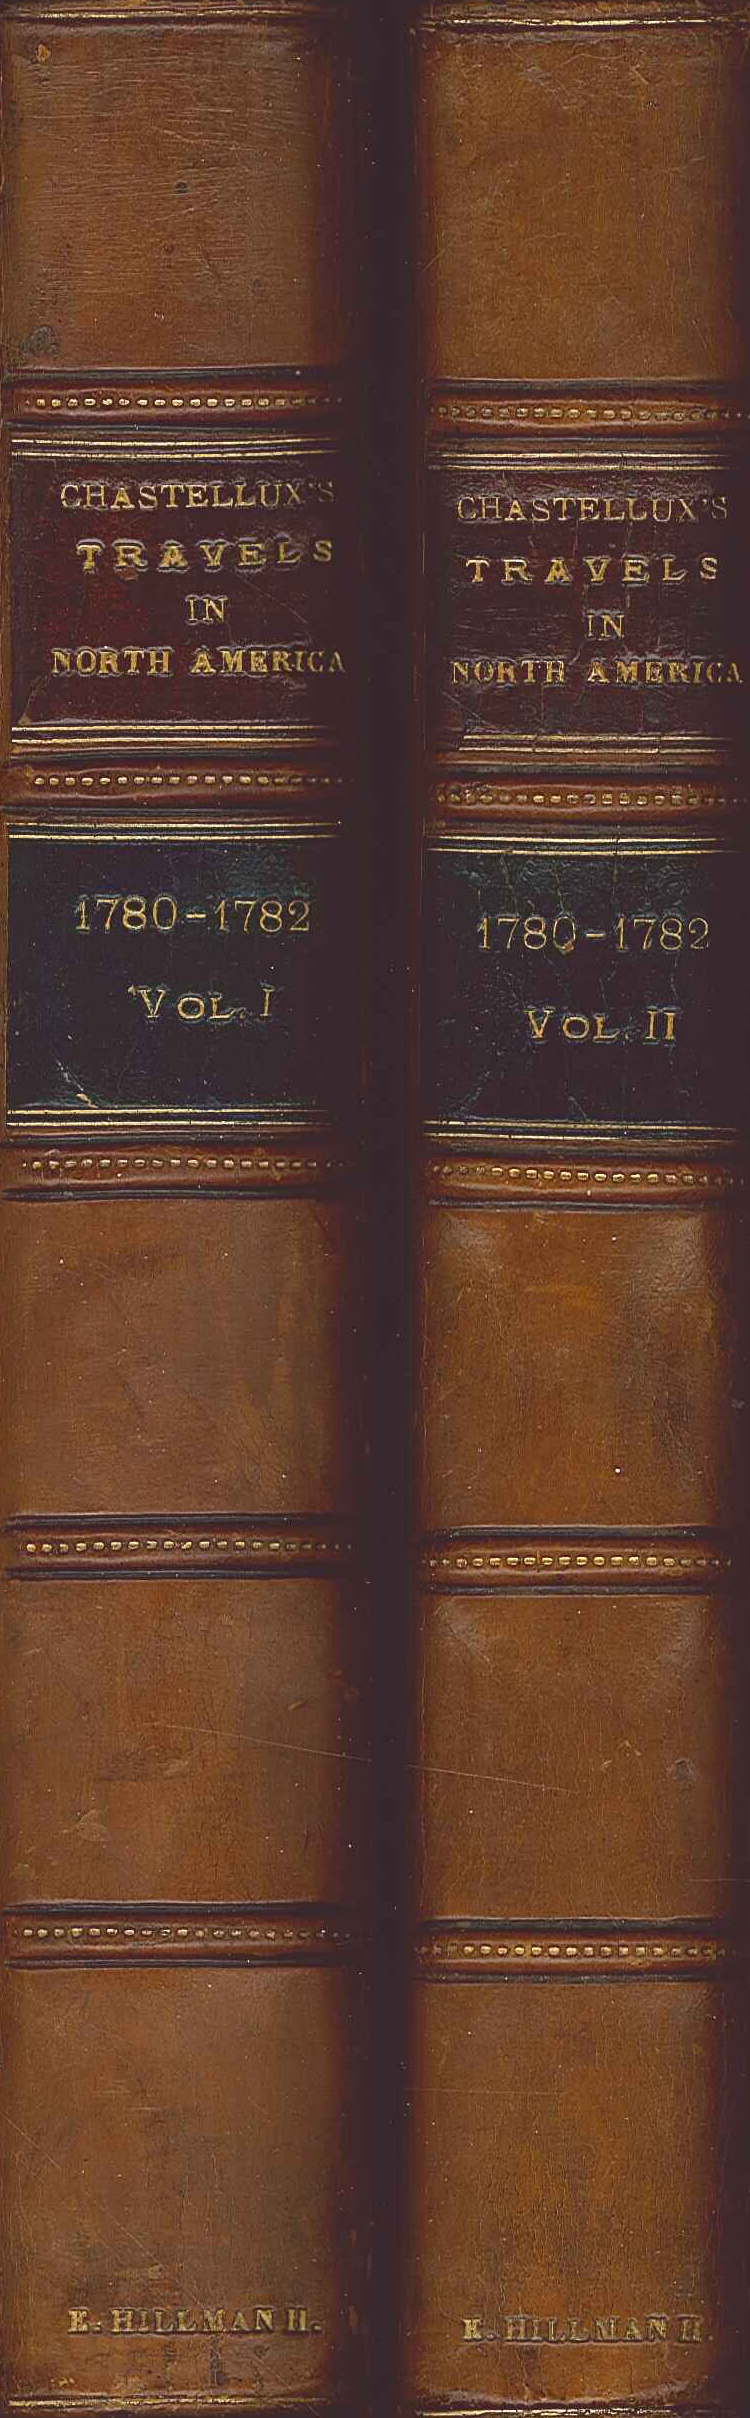 CHASTELLUX'S
TRAVELS
IN
NORTH AMERICA
1780-1782
VOL. I
E. HILLMAN H.
CHASTELLUX'S
TRAVELS
IN
NORTH AMERICA
1780-1782
VOL. II
E. HILLMAN H.